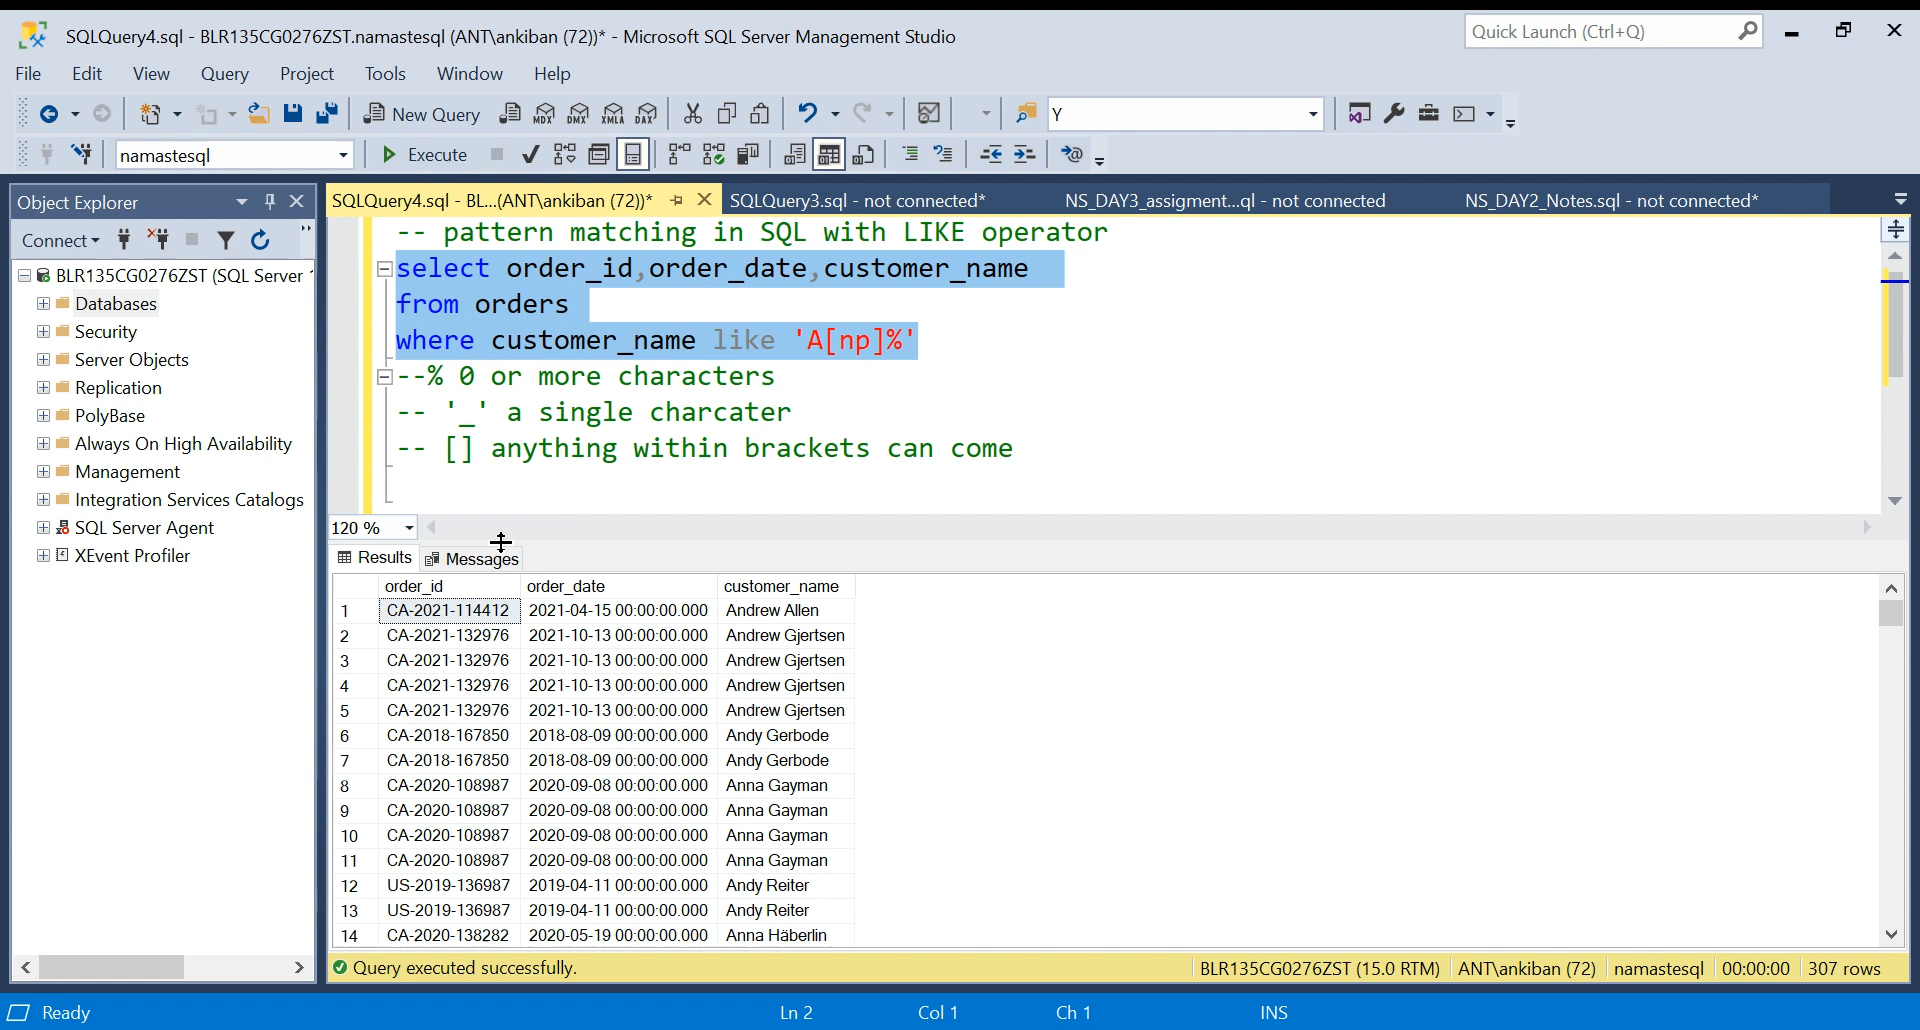 SQLQuery4.sql - BLR135CG0276ZST.namastesql (ANT\ankiban (72))* - Microsoft SQL Server Management Studio
Quick Launch (Ctrl+Q)
File Edit View Query Project Tools Window Help
New Query MDX DMX XMLA DAX Y
namastesql Execute
Object Explorer
SQLQuery4.sql - BL...(ANT\ankiban (72))* SQLQuery3.sql - not connected* NS_DAY3_assigment...ql - not connected NS_DAY2_Notes.sql - not connected*
Connect
BLR135CG0276ZST (SQL Server
Databases
Security
Server Objects
Replication
PolyBase
Always On High Availability
Management
Integration Services Catalogs
SQL Server Agent
XEvent Profiler
-- pattern matching in SQL with LIKE operator
select order_id,order_date,customer_name
from orders
where customer_name like 'A[np]%'
--% 0 or more characters
-- '_' a single charcater
-- [] anything within brackets can come
120 %
Results Messages
order_id order_date customer_name
1 CA-2021-114412 2021-04-15 00:00:00.000 Andrew Allen
2 CA-2021-132976 2021-10-13 00:00:00.000 Andrew Gjertsen
3 CA-2021-132976 2021-10-13 00:00:00.000 Andrew Gjertsen
4 CA-2021-132976 2021-10-13 00:00:00.000 Andrew Gjertsen
5 CA-2021-132976 2021-10-13 00:00:00.000 Andrew Gjertsen
6 CA-2018-167850 2018-08-09 00:00:00.000 Andy Gerbode
7 CA-2018-167850 2018-08-09 00:00:00.000 Andy Gerbode
8 CA-2020-108987 2020-09-08 00:00:00.000 Anna Gayman
9 CA-2020-108987 2020-09-08 00:00:00.000 Anna Gayman
10 CA-2020-108987 2020-09-08 00:00:00.000 Anna Gayman
11 CA-2020-108987 2020-09-08 00:00:00.000 Anna Gayman
12 US-2019-136987 2019-04-11 00:00:00.000 Andy Reiter
13 US-2019-136987 2019-04-11 00:00:00.000 Andy Reiter
14 CA-2020-138282 2020-05-19 00:00:00.000 Anna Häberlin
Query executed successfully. BLR135CG0276ZST (15.0 RTM) ANT\ankiban (72) namastesql 00:00:00 307 rows
Ready Ln 2 Col 1 Ch 1 INS